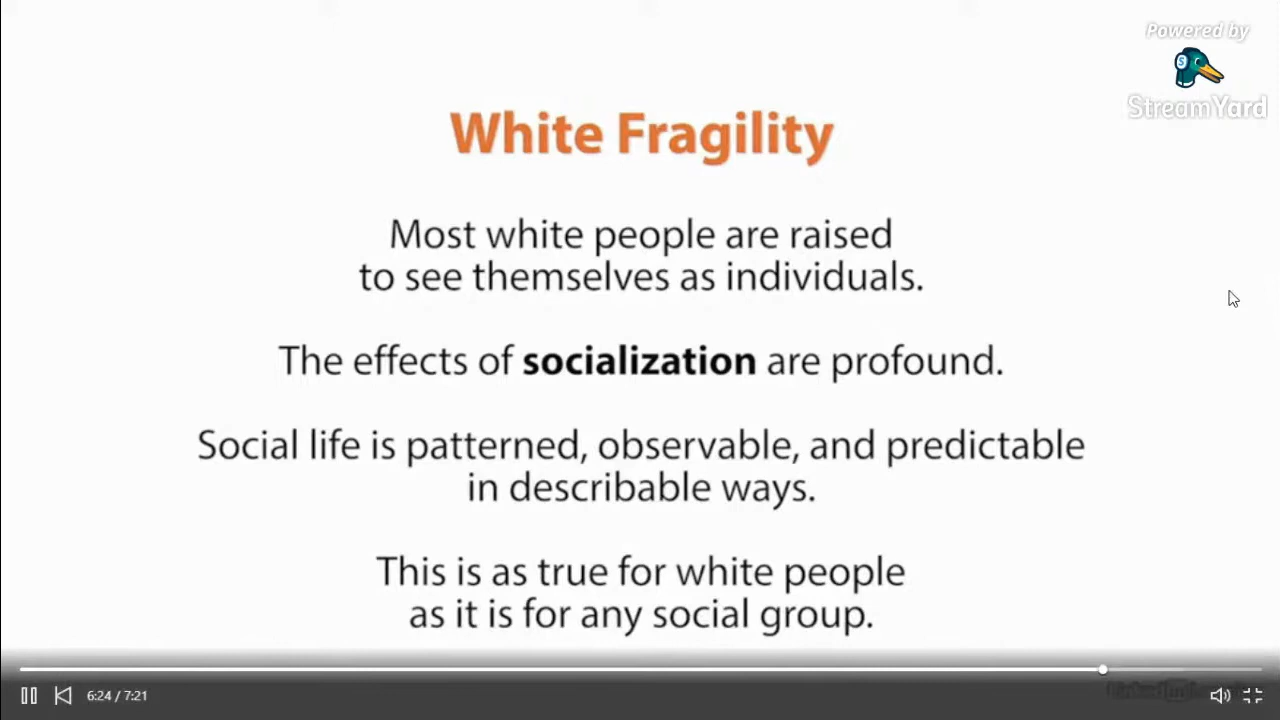 Powered by
StreamYard
White Fragility
Most white people are raised
to see themselves as individuals.
The effects of socialization are profound.
Social life is patterned, observable, and predictable
in describable ways.
This is as true for white people
as it is for any social group.
6:24 / 7:21